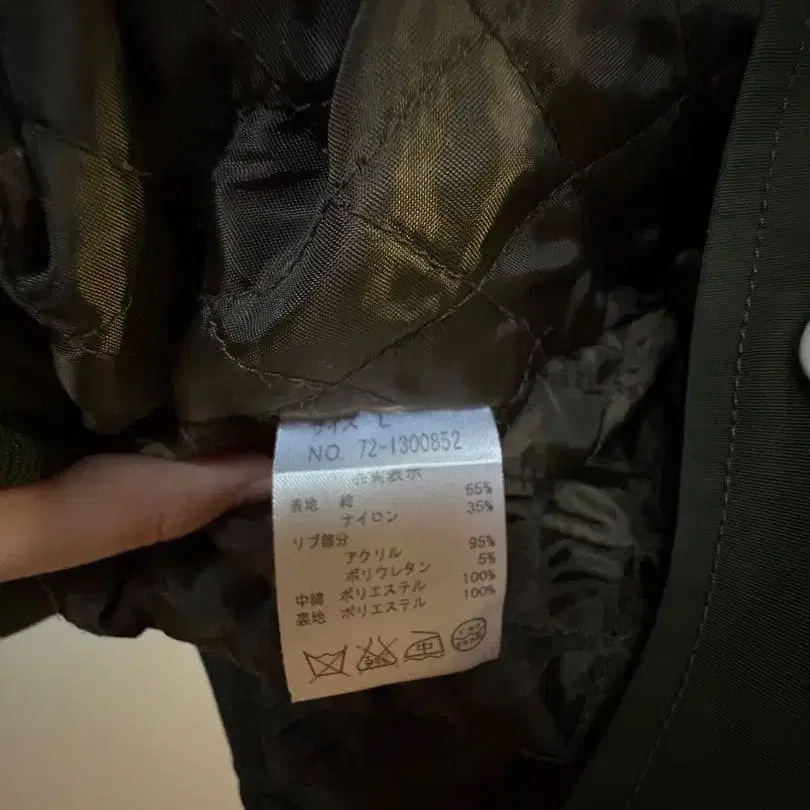 サイズ L
NO. 72-1300852
品質表示
表地 綿 65%
ナイロン 35%
リブ部分
アクリル 95%
ポリウレタン 5%
中綿 ポリエステル 100%
裏地 ポリエステル 100%
中